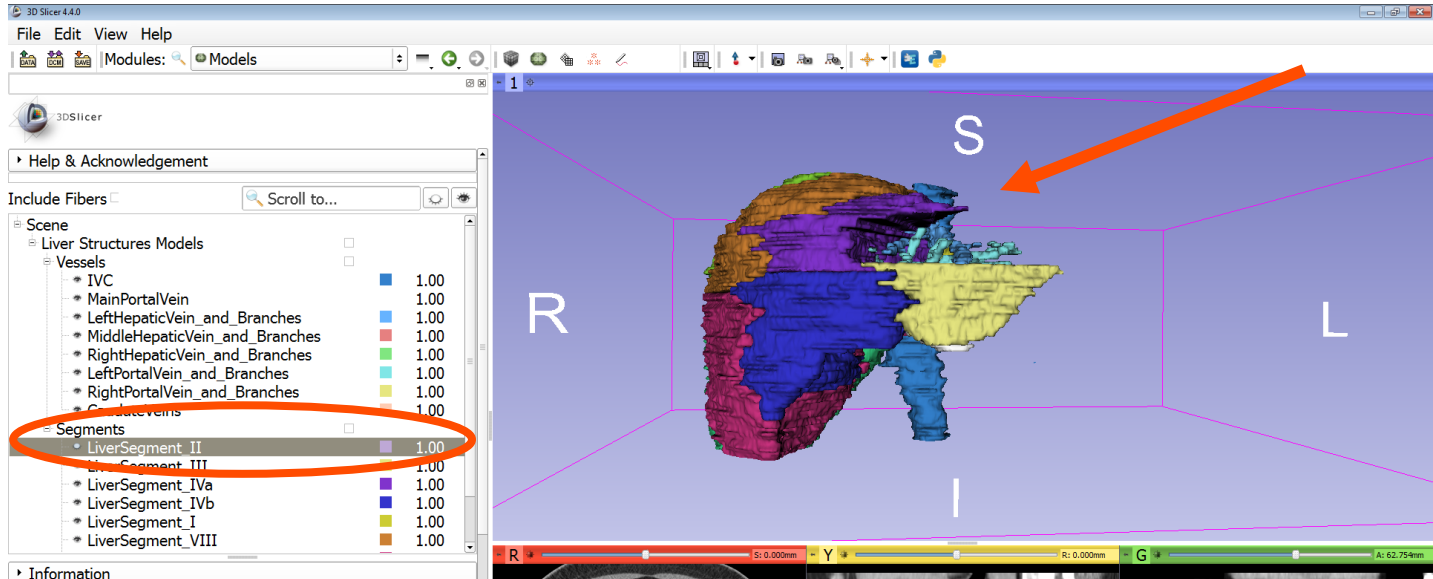 3D Slicer 4.4.0
File Edit View Help
DATA DCM SAVE Modules: Models
1
3DSlicer
Help & Acknowledgement
Include Fibers Scroll to...
Scene
Liver Structures Models
Vessels
IVC 1.00
MainPortalVein 1.00
LeftHepaticVein_and_Branches 1.00
MiddleHepaticVein_and_Branches 1.00
RightHepaticVein_and_Branches 1.00
LeftPortalVein_and_Branches 1.00
RightPortalVein_and_Branches 1.00
CaudateVeins 1.00
Segments
LiverSegment_II 1.00
LiverSegment_III 1.00
LiverSegment_IVa 1.00
LiverSegment_IVb 1.00
LiverSegment_I 1.00
LiverSegment_VIII 1.00
Information
S
R
L
I
R S: 0.000mm Y R: 0.000mm G A: 62.754mm